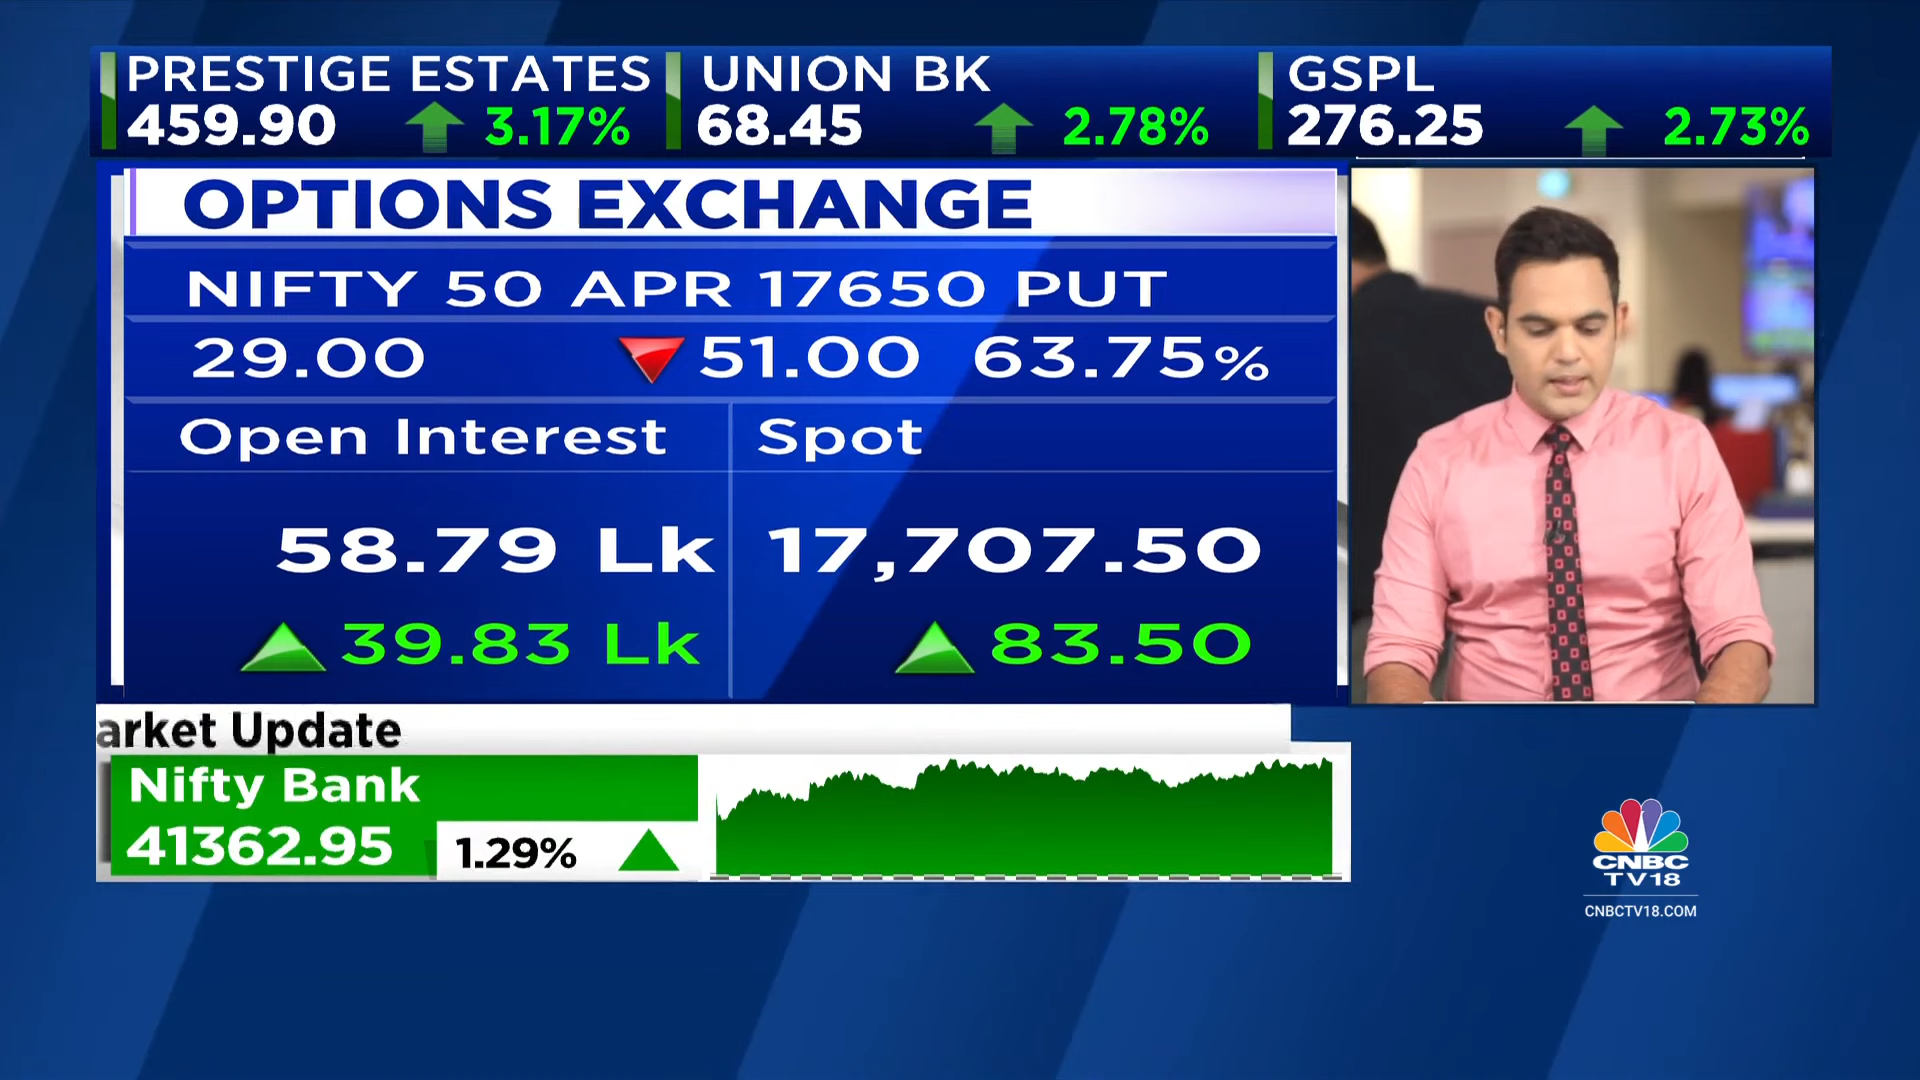 PRESTIGE ESTATES
459.90 3.17%
UNION BK
68.45 2.78%
GSPL
276.25 2.73%
OPTIONS EXCHANGE
NIFTY 50 APR 17650 PUT
29.00 51.00 63.75%
Open Interest
58.79 Lk
39.83 Lk
Spot
17,707.50
83.50
arket Update
Nifty Bank
41362.95
1.29%
CNBC
TV18
CNBCTV18.COM